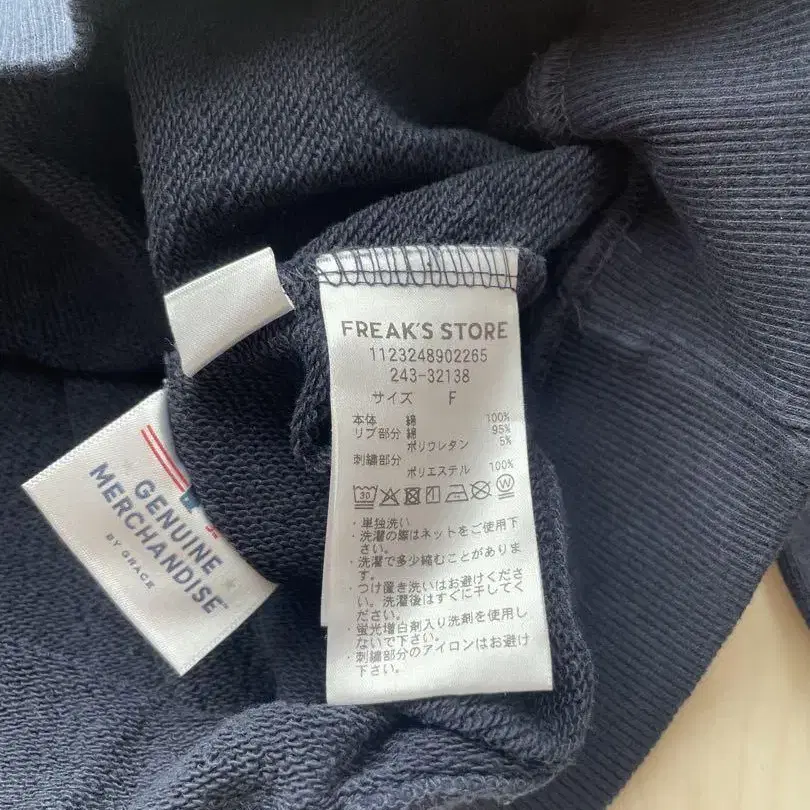 FREAK'S STORE
1123248902265
243-32138
サイズ F
本体 綿 100%
リブ部分 綿 95%
ポリウレタン 5%
刺繍部分
ポリエステル 100%
30 W
・単独洗い
・洗濯の際はネットをご使用下
さい。
・洗濯で多少縮むことがありま
す。
・つけ置き洗いはお避けくださ
い。洗濯後はすぐに干してく
ださい。
・蛍光増白剤入り洗剤を使用し
ないで下さい。
・刺繍部分のアイロンはお避け
下さい。
GENUINE
MERCHANDISE™
BY GRACE